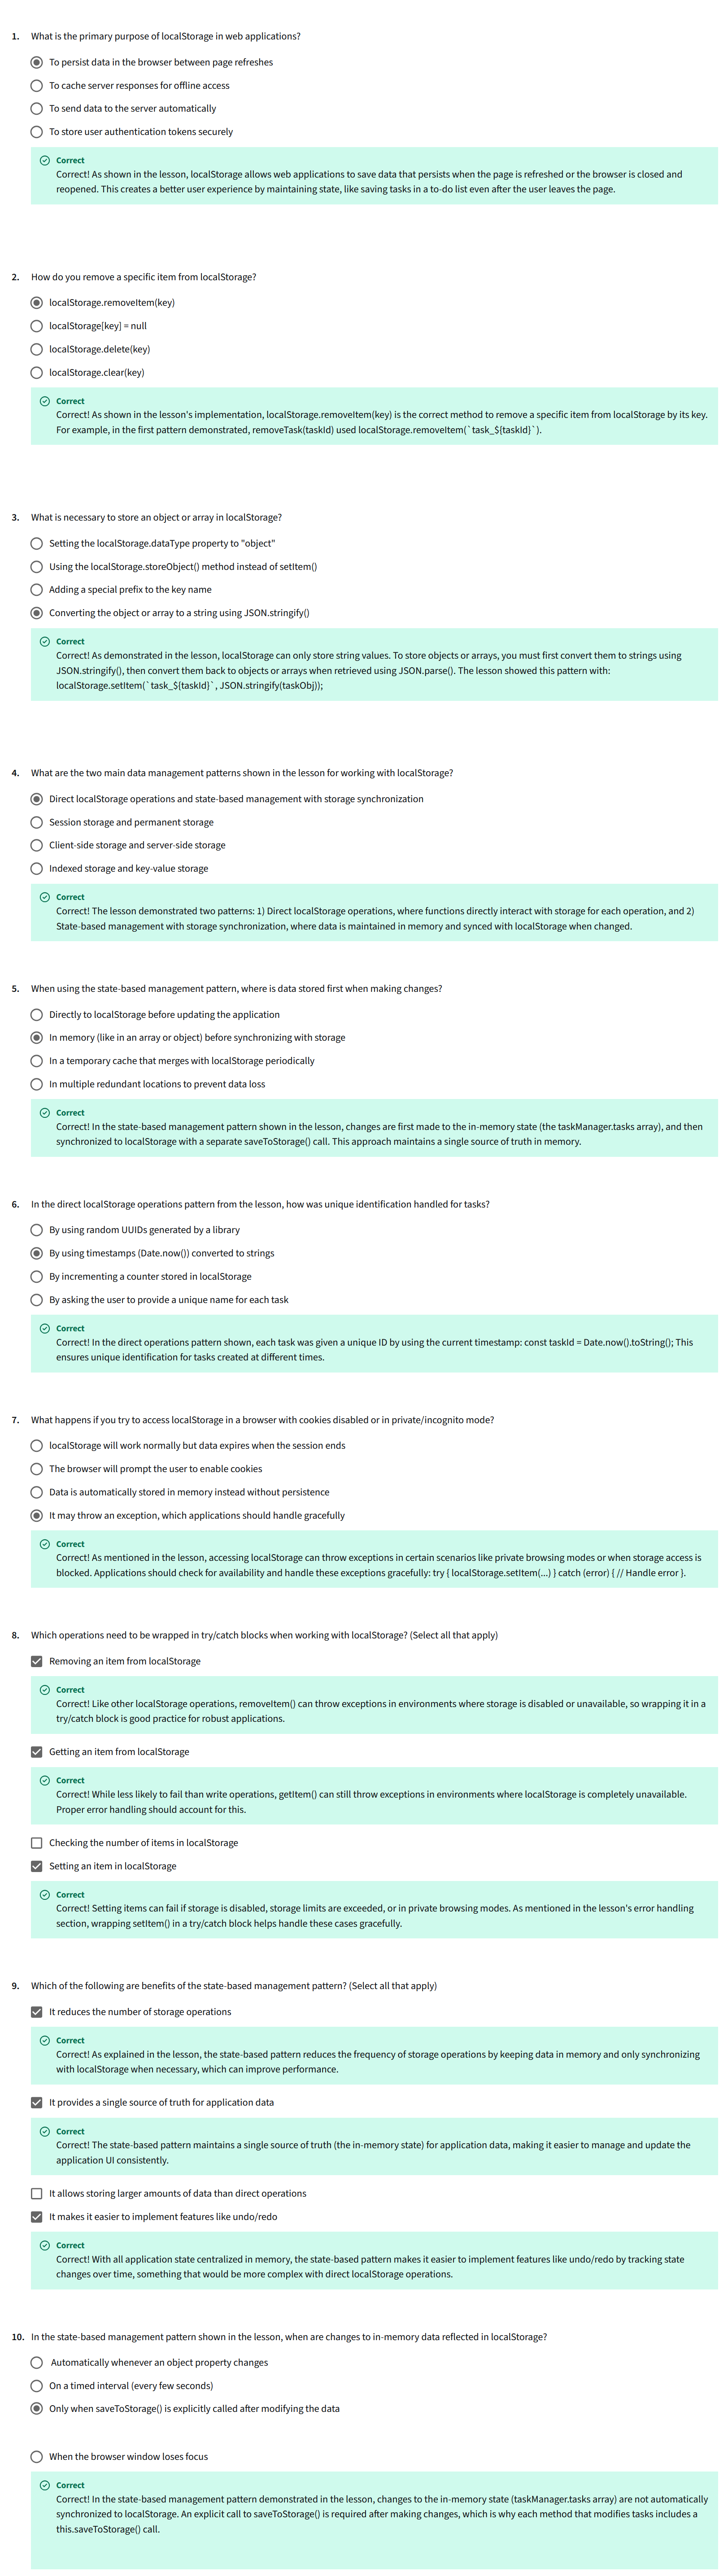 1. What is the primary purpose of localStorage in web applications?
To persist data in the browser between page refreshes
To cache server responses for offline access
To send data to the server automatically
To store user authentication tokens securely
Correct
Correct! As shown in the lesson, localStorage allows web applications to save data that persists when the page is refreshed or the browser is closed and
reopened. This creates a better user experience by maintaining state, like saving tasks in a to-do list even after the user leaves the page.
2. How do you remove a specific item from localStorage?
localStorage.removeItem(key)
localStorage[key] = null
localStorage.delete(key)
localStorage.clear(key)
Correct
Correct! As shown in the lesson's implementation, localStorage.removeItem(key) is the correct method to remove a specific item from localStorage by its key.
For example, in the first pattern demonstrated, removeTask(taskId) used localStorage.removeItem(`task_${taskId}`).
3. What is necessary to store an object or array in localStorage?
Setting the localStorage.dataType property to "object"
Using the localStorage.storeObject() method instead of setItem()
Adding a special prefix to the key name
Converting the object or array to a string using JSON.stringify()
Correct
Correct! As demonstrated in the lesson, localStorage can only store string values. To store objects or arrays, you must first convert them to strings using
JSON.stringify(), then convert them back to objects or arrays when retrieved using JSON.parse(). The lesson showed this pattern with:
localStorage.setItem(`task_${taskId}`, JSON.stringify(taskObj));
4. What are the two main data management patterns shown in the lesson for working with localStorage?
Direct localStorage operations and state-based management with storage synchronization
Session storage and permanent storage
Client-side storage and server-side storage
Indexed storage and key-value storage
Correct
Correct! The lesson demonstrated two patterns: 1) Direct localStorage operations, where functions directly interact with storage for each operation, and 2)
State-based management with storage synchronization, where data is maintained in memory and synced with localStorage when changed.
5. When using the state-based management pattern, where is data stored first when making changes?
Directly to localStorage before updating the application
In memory (like in an array or object) before synchronizing with storage
In a temporary cache that merges with localStorage periodically
In multiple redundant locations to prevent data loss
Correct
Correct! In the state-based management pattern shown in the lesson, changes are first made to the in-memory state (the taskManager.tasks array), and then
synchronized to localStorage with a separate saveToStorage() call. This approach maintains a single source of truth in memory.
6. In the direct localStorage operations pattern from the lesson, how was unique identification handled for tasks?
By using random UUIDs generated by a library
By using timestamps (Date.now()) converted to strings
By incrementing a counter stored in localStorage
By asking the user to provide a unique name for each task
Correct
Correct! In the direct operations pattern shown, each task was given a unique ID by using the current timestamp: const taskId = Date.now().toString(); This
ensures unique identification for tasks created at different times.
7. What happens if you try to access localStorage in a browser with cookies disabled or in private/incognito mode?
localStorage will work normally but data expires when the session ends
The browser will prompt the user to enable cookies
Data is automatically stored in memory instead without persistence
It may throw an exception, which applications should handle gracefully
Correct
Correct! As mentioned in the lesson, accessing localStorage can throw exceptions in certain scenarios like private browsing modes or when storage access is
blocked. Applications should check for availability and handle these exceptions gracefully: try { localStorage.setItem(...) } catch (error) { // Handle error }.
8. Which operations need to be wrapped in try/catch blocks when working with localStorage? (Select all that apply)
Removing an item from localStorage
Correct
Correct! Like other localStorage operations, removeItem() can throw exceptions in environments where storage is disabled or unavailable, so wrapping it in a
try/catch block is good practice for robust applications.
Getting an item from localStorage
Correct
Correct! While less likely to fail than write operations, getItem() can still throw exceptions in environments where localStorage is completely unavailable.
Proper error handling should account for this.
Checking the number of items in localStorage
Setting an item in localStorage
Correct
Correct! Setting items can fail if storage is disabled, storage limits are exceeded, or in private browsing modes. As mentioned in the lesson's error handling
section, wrapping setItem() in a try/catch block helps handle these cases gracefully.
9. Which of the following are benefits of the state-based management pattern? (Select all that apply)
It reduces the number of storage operations
Correct
Correct! As explained in the lesson, the state-based pattern reduces the frequency of storage operations by keeping data in memory and only synchronizing
with localStorage when necessary, which can improve performance.
It provides a single source of truth for application data
Correct
Correct! The state-based pattern maintains a single source of truth (the in-memory state) for application data, making it easier to manage and update the
application UI consistently.
It allows storing larger amounts of data than direct operations
It makes it easier to implement features like undo/redo
Correct
Correct! With all application state centralized in memory, the state-based pattern makes it easier to implement features like undo/redo by tracking state
changes over time, something that would be more complex with direct localStorage operations.
10. In the state-based management pattern shown in the lesson, when are changes to in-memory data reflected in localStorage?
Automatically whenever an object property changes
On a timed interval (every few seconds)
Only when saveToStorage() is explicitly called after modifying the data
When the browser window loses focus
Correct
Correct! In the state-based management pattern demonstrated in the lesson, changes to the in-memory state (taskManager.tasks array) are not automatically
synchronized to localStorage. An explicit call to saveToStorage() is required after making changes, which is why each method that modifies tasks includes a
this.saveToStorage() call.